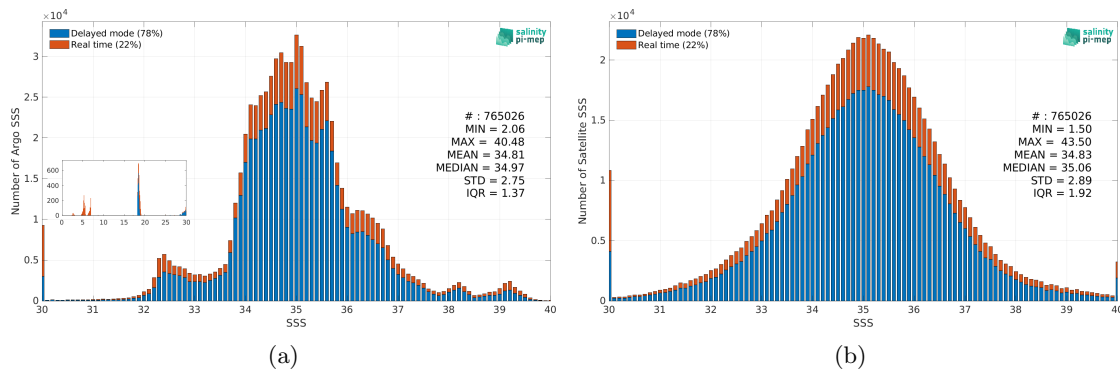 ×10⁴
Delayed mode (78%)
Real time (22%)
salinity
pi-mep
# : 765026
MIN = 2.06
MAX = 40.48
MEAN = 34.81
MEDIAN = 34.97
STD = 2.75
IQR = 1.37
Number of Argo SSS
3.5
3
2.5
2
1.5
1
0.5
0
600
400
200
0
0 5 10 15 20 25 30
30 31 32 33 34 35 36 37 38 39 40
SSS
(a)
×10⁴
Delayed mode (78%)
Real time (22%)
salinity
pi-mep
# : 765026
MIN = 1.50
MAX = 43.50
MEAN = 34.83
MEDIAN = 35.06
STD = 2.89
IQR = 1.92
Number of Satellite SSS
2
1.5
1
0.5
0
30 31 32 33 34 35 36 37 38 39 40
SSS
(b)